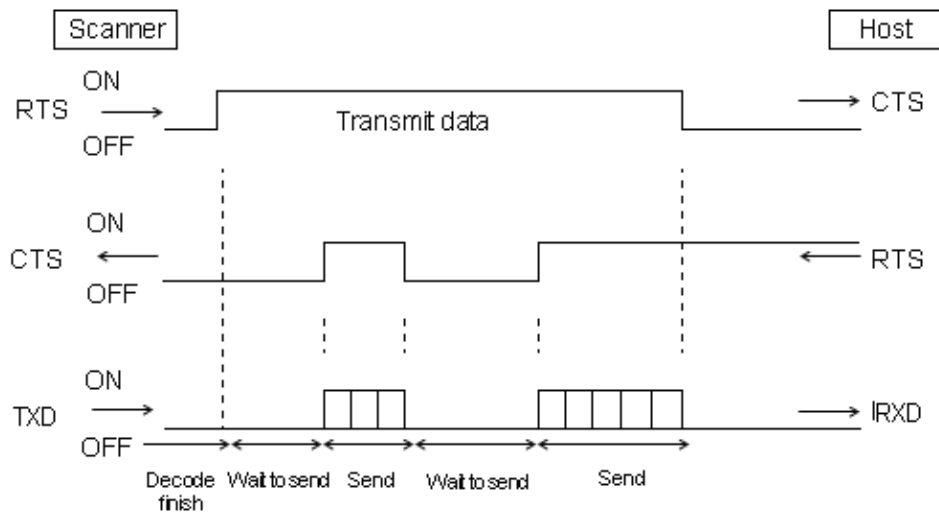 Scanner
Host
ON
RTS
CTS
OFF
Transmit data
ON
CTS
RTS
OFF
ON
TXD
RXD
OFF
Decode finish
Wait to send
Send
Wait to send
Send